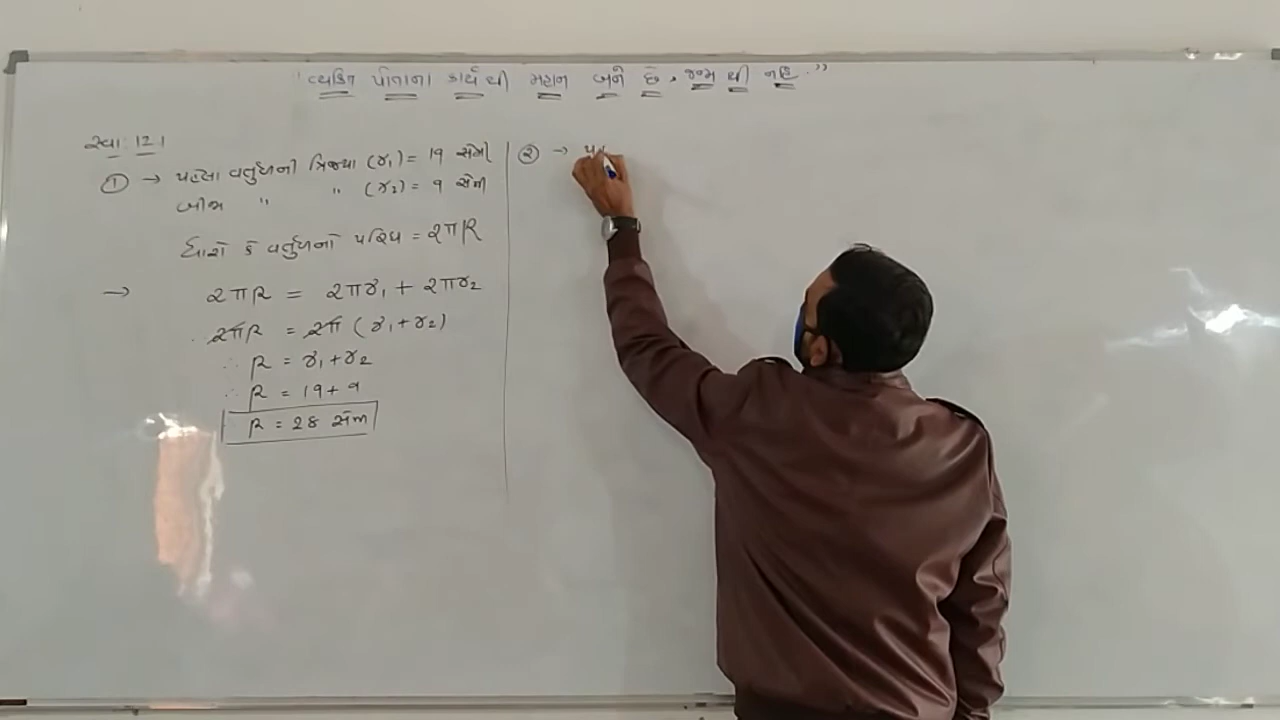 "વ્યક્તિ પોતાના કાર્ય થી મહાન બને છે, જન્મ થી નહિ."
સ્વા. 12.1
① → પહેલા વર્તુળની ત્રિજ્યા (r₁) = 19 સેમી
બીજા " " (r₂) = 9 સેમી
ધારો કે વર્તુળનો પરિઘ = 2πR
→ 2πR = 2πr₁ + 2πr₂
2πR = 2π (r₁+r₂)
∴ R = r₁+r₂
∴ R = 19+9
R = 28 સેમી
② → પહ